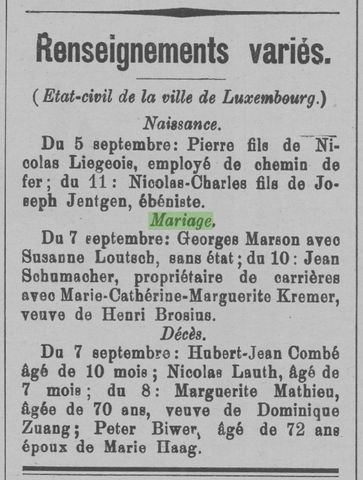 Renseignements variés.
(Etat-civil de la ville de Luxembourg.)
Naissance.
Du 5 septembre: Pierre fils de Ni-
colas Liegeois, employé de chemin de
fer; du 11: Nicolas-Charles fils de Jo-
seph Jentgen, ébéniste.
Mariage.
Du 7 septembre: Georges Marson avec
Susanne Loutsch, sans état; du 10: Jean
Schumacher, propriétaire de carrières
avec Marie-Cathérine-Marguerite Kremer,
veuve de Henri Brosius.
Décès.
Du 7 septembre: Hubert-Jean Combé
âgé de 10 mois; Nicolas Lauth, âgé de
7 mois; du 8: Marguerite Mathieu,
âgée de 70 ans, veuve de Dominique
Zuang; Peter Biwer, âgé de 72 ans
époux de Marie Haag.